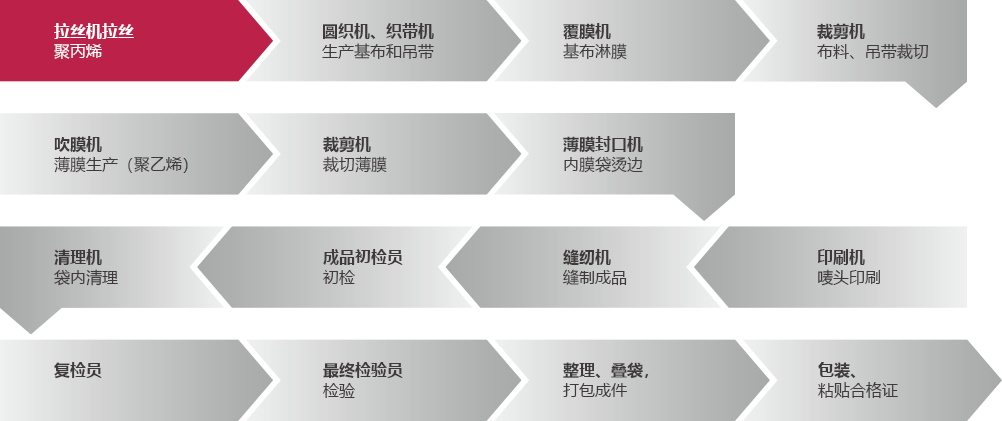 拉丝机拉丝
聚丙烯
圆织机、织带机
生产基布和吊带
覆膜机
基布淋膜
裁剪机
布料、吊带裁切
吹膜机
薄膜生产（聚乙烯）
裁剪机
裁切薄膜
薄膜封口机
内膜袋烫边
清理机
袋内清理
成品初检员
初检
缝纫机
缝制成品
印刷机
唛头印刷
复检员
最终检验员
检验
整理、叠袋，
打包成件
包装、
粘贴合格证